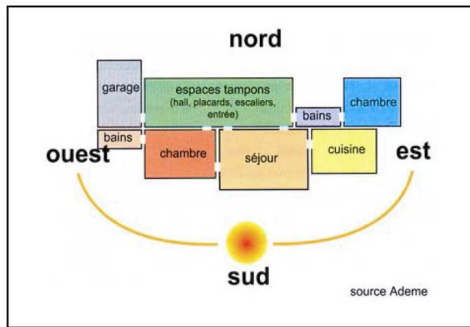 nord
garage
espaces tampons
(hall, placards, escaliers,
entrée)
bains
chambre
bains
chambre
séjour
cuisine
ouest
est
sud
source Ademe